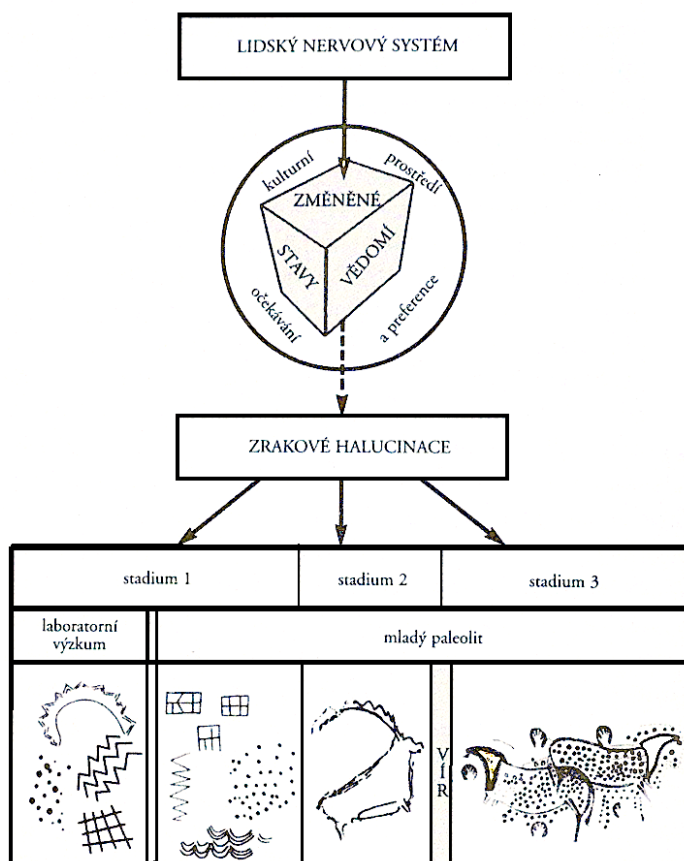 LIDSKÝ NERVOVÝ SYSTÉM
kulturní
prostředí
ZMĚNĚNÉ
STAVY
VĚDOMÍ
očekávání
a preference
ZRAKOVÉ HALUCINACE
stadium 1
stadium 2
stadium 3
laboratorní
výzkum
mladý paleolit
VÍR